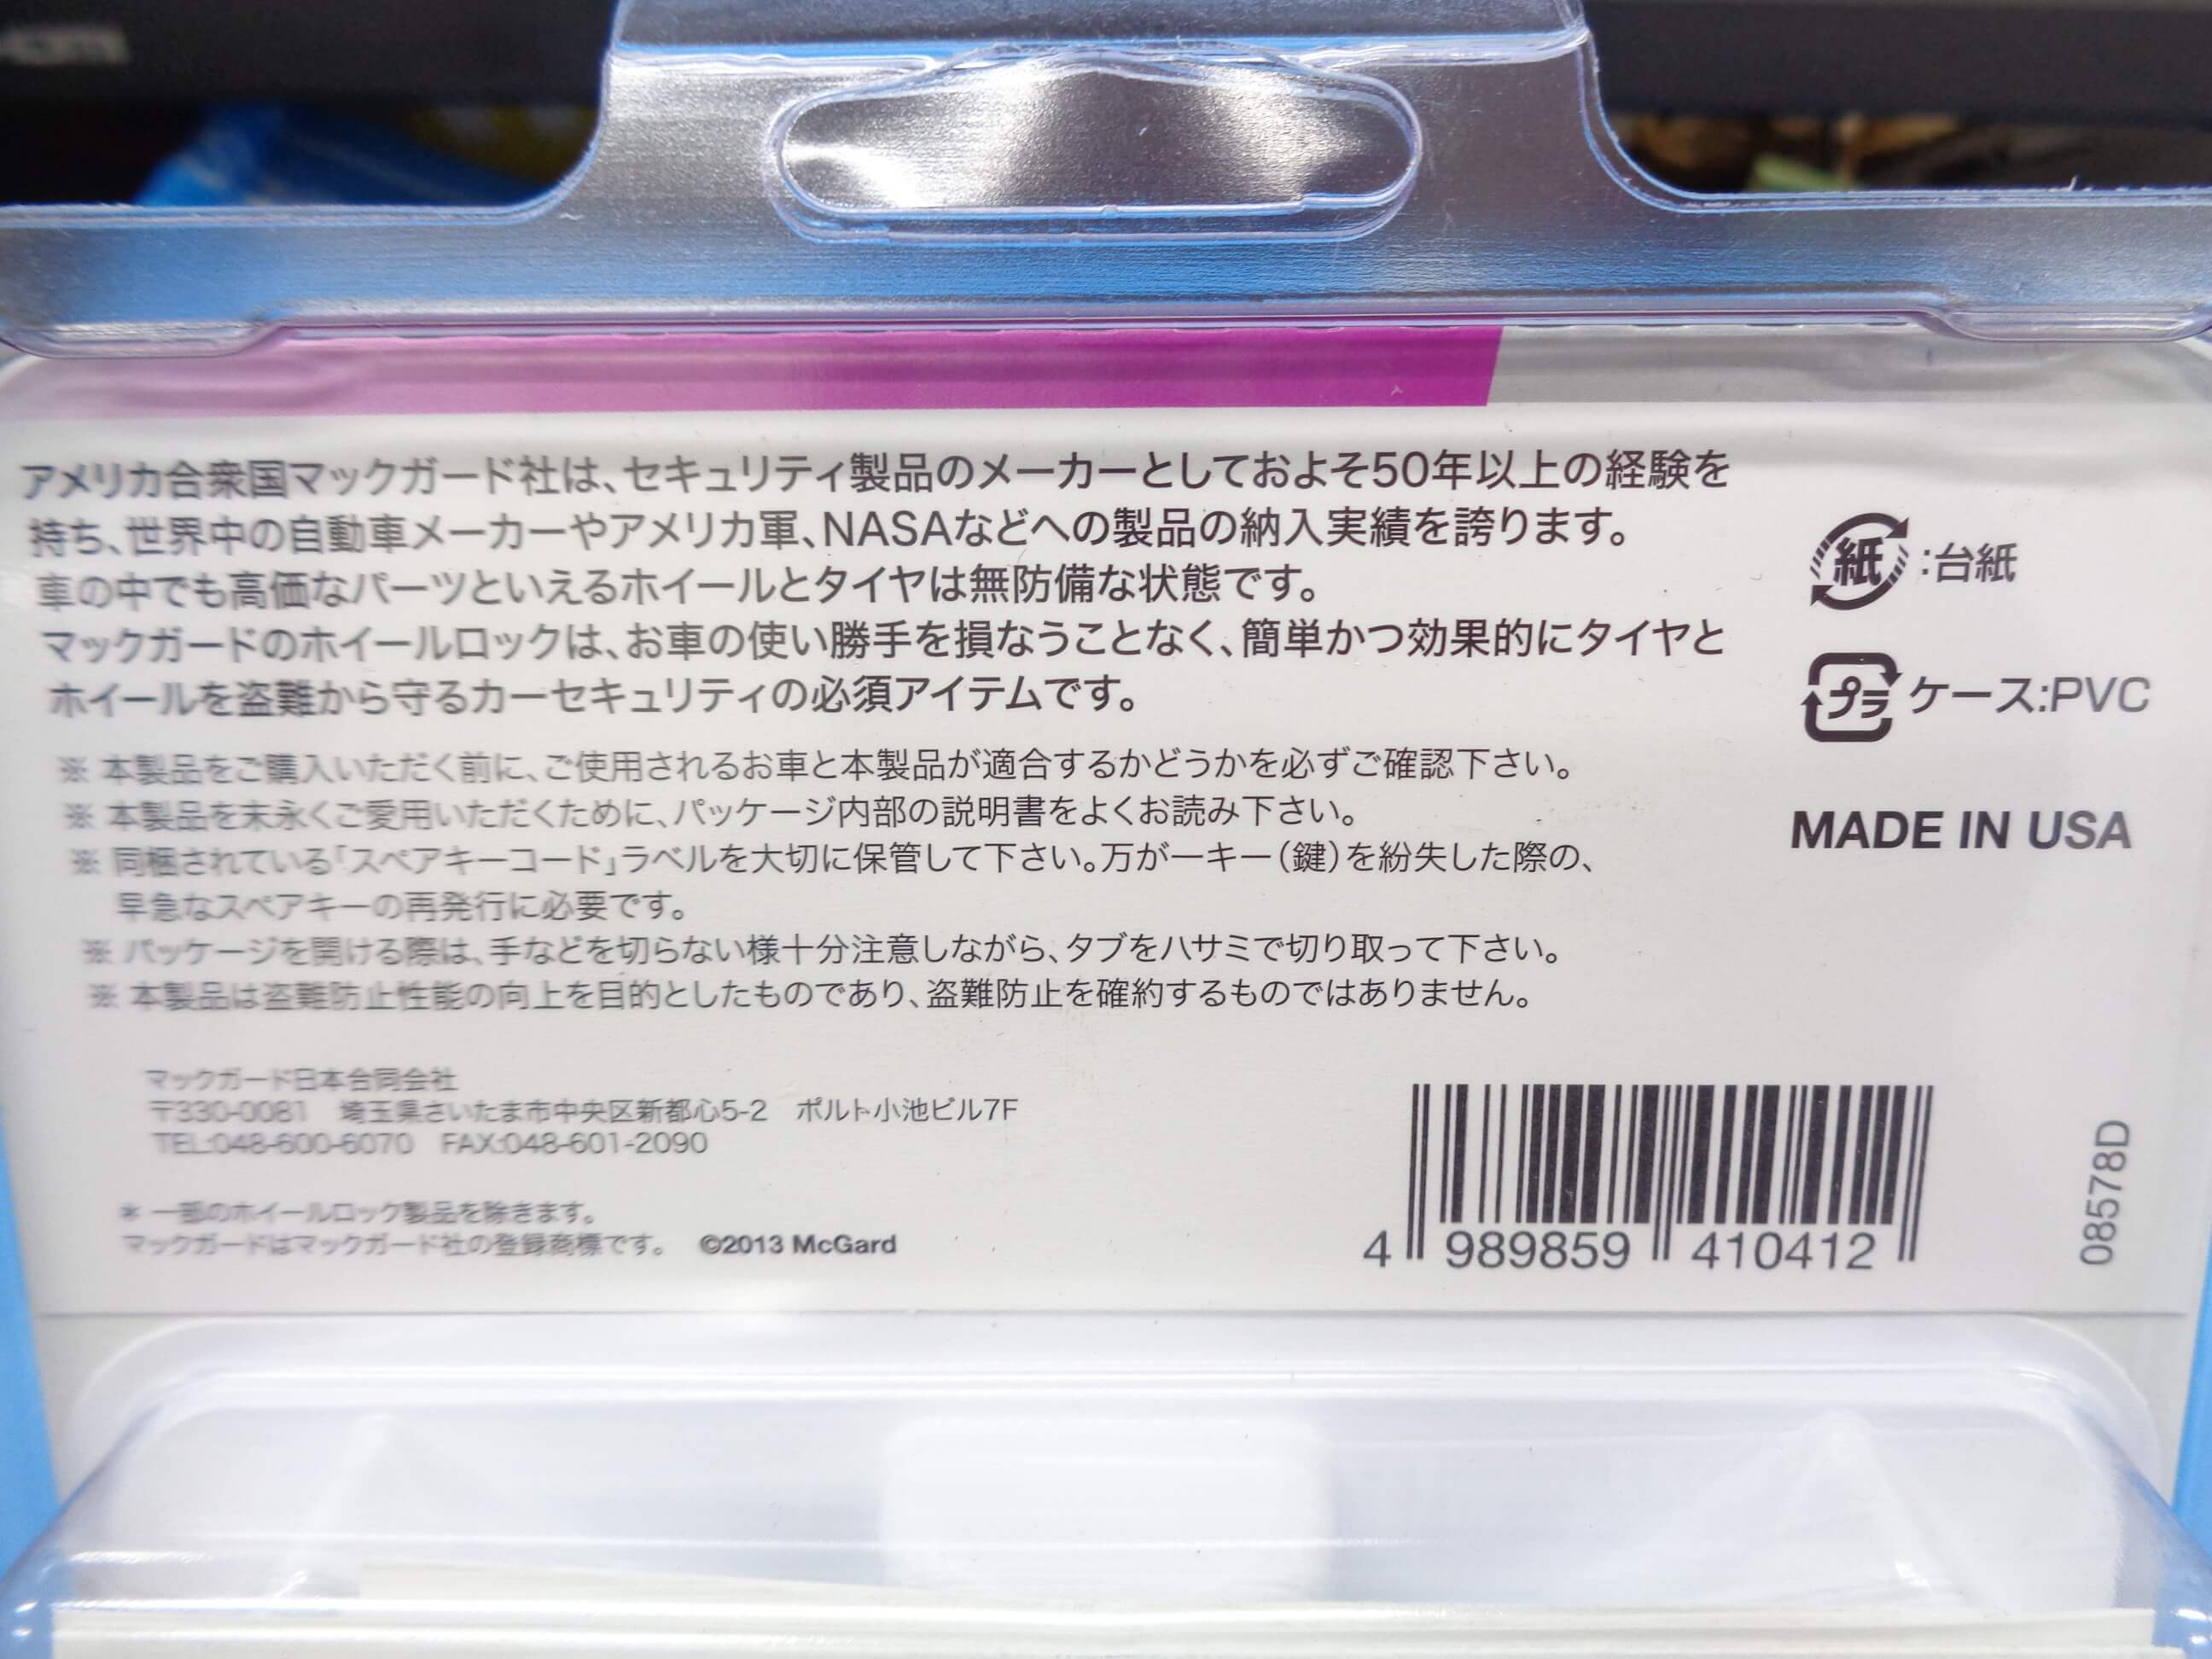 アメリカ合衆国マックガード社は、セキュリティ製品のメーカーとしておよそ50年以上の経験を
持ち、世界中の自動車メーカーやアメリカ軍、NASAなどへの製品の納入実績を誇ります。
車の中でも高価なパーツといえるホイールとタイヤは無防備な状態です。
マックガードのホイールロックは、お車の使い勝手を損なうことなく、簡単かつ効果的にタイヤと
ホイールを盗難から守るカーセキュリティの必須アイテムです。
※ 本製品をご購入いただく前に、ご使用されるお車と本製品が適合するかどうかを必ずご確認下さい。
※ 本製品を末永くご愛用いただくために、パッケージ内部の説明書をよくお読み下さい。
※ 同梱されている「スペアキーコード」ラベルを大切に保管して下さい。万が一キー（鍵）を紛失した際の、
早急なスペアキーの再発行に必要です。
※ パッケージを開ける際は、手などを切らない様十分注意しながら、タブをハサミで切り取って下さい。
※ 本製品は盗難防止性能の向上を目的としたものであり、盗難防止を確約するものではありません。
マックガード日本合同会社
〒330-0081 埼玉県さいたま市中央区新都心5-2 ポルト小池ビル7F
TEL:048-600-6070 FAX:048-601-2090
＊ 一部のホイールロック製品を除きます。
マックガードはマックガード社の登録商標です。 ©2013 McGard
紙:台紙
プラ ケース:PVC
MADE IN USA
4 989859 410412
08578D